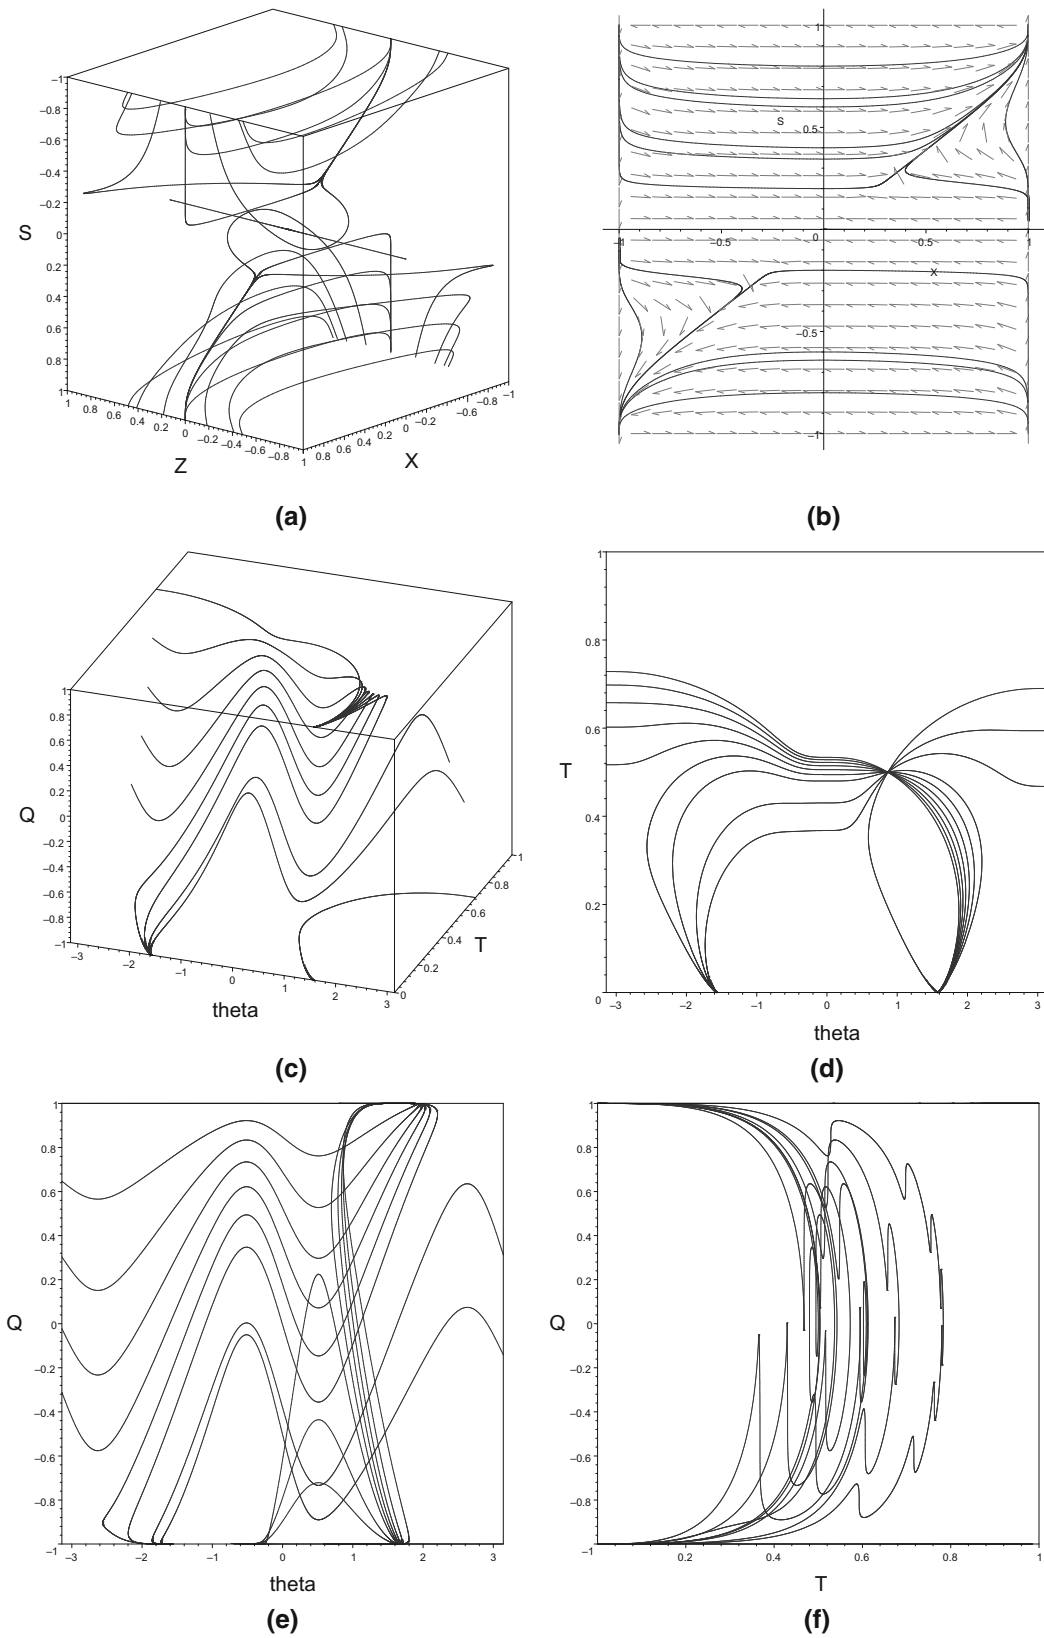 −1
−0.8
−0.6
−0.4
−0.2
S 0
0.2
0.4
0.6
0.8
1
1 0.8 0.6 0.4 0.2 0 −0.2 −0.4 −0.6 −0.8 1
Z
1 0.8 0.6 0.4 0.2 0 −0.2 −0.4 −0.6 −0.8 −1
X
(a)
1
S
0.5
−1 −0.5 0 0.5 1
X
−0.5
−1
(b)
1
0.8
0.6
0.4
0.2
0
Q
−0.2
−0.4
−0.6
−0.8
−1
−3 −2 −1 0 1 2 3
theta
0 0.2 0.4 0.6 0.8 1
T
(c)
1
0.8
0.6
T
0.4
0.2
0
−3 −2 −1 0 1 2 3
theta
(d)
1
0.8
0.6
0.4
0.2
Q 0
−0.2
−0.4
−0.6
−0.8
−1
−3 −2 −1 0 1 2 3
theta
(e)
1
0.8
0.6
0.4
0.2
Q 0
−0.2
−0.4
−0.6
−0.8
−1
0.2 0.4 0.6 0.8 1
T
(f)